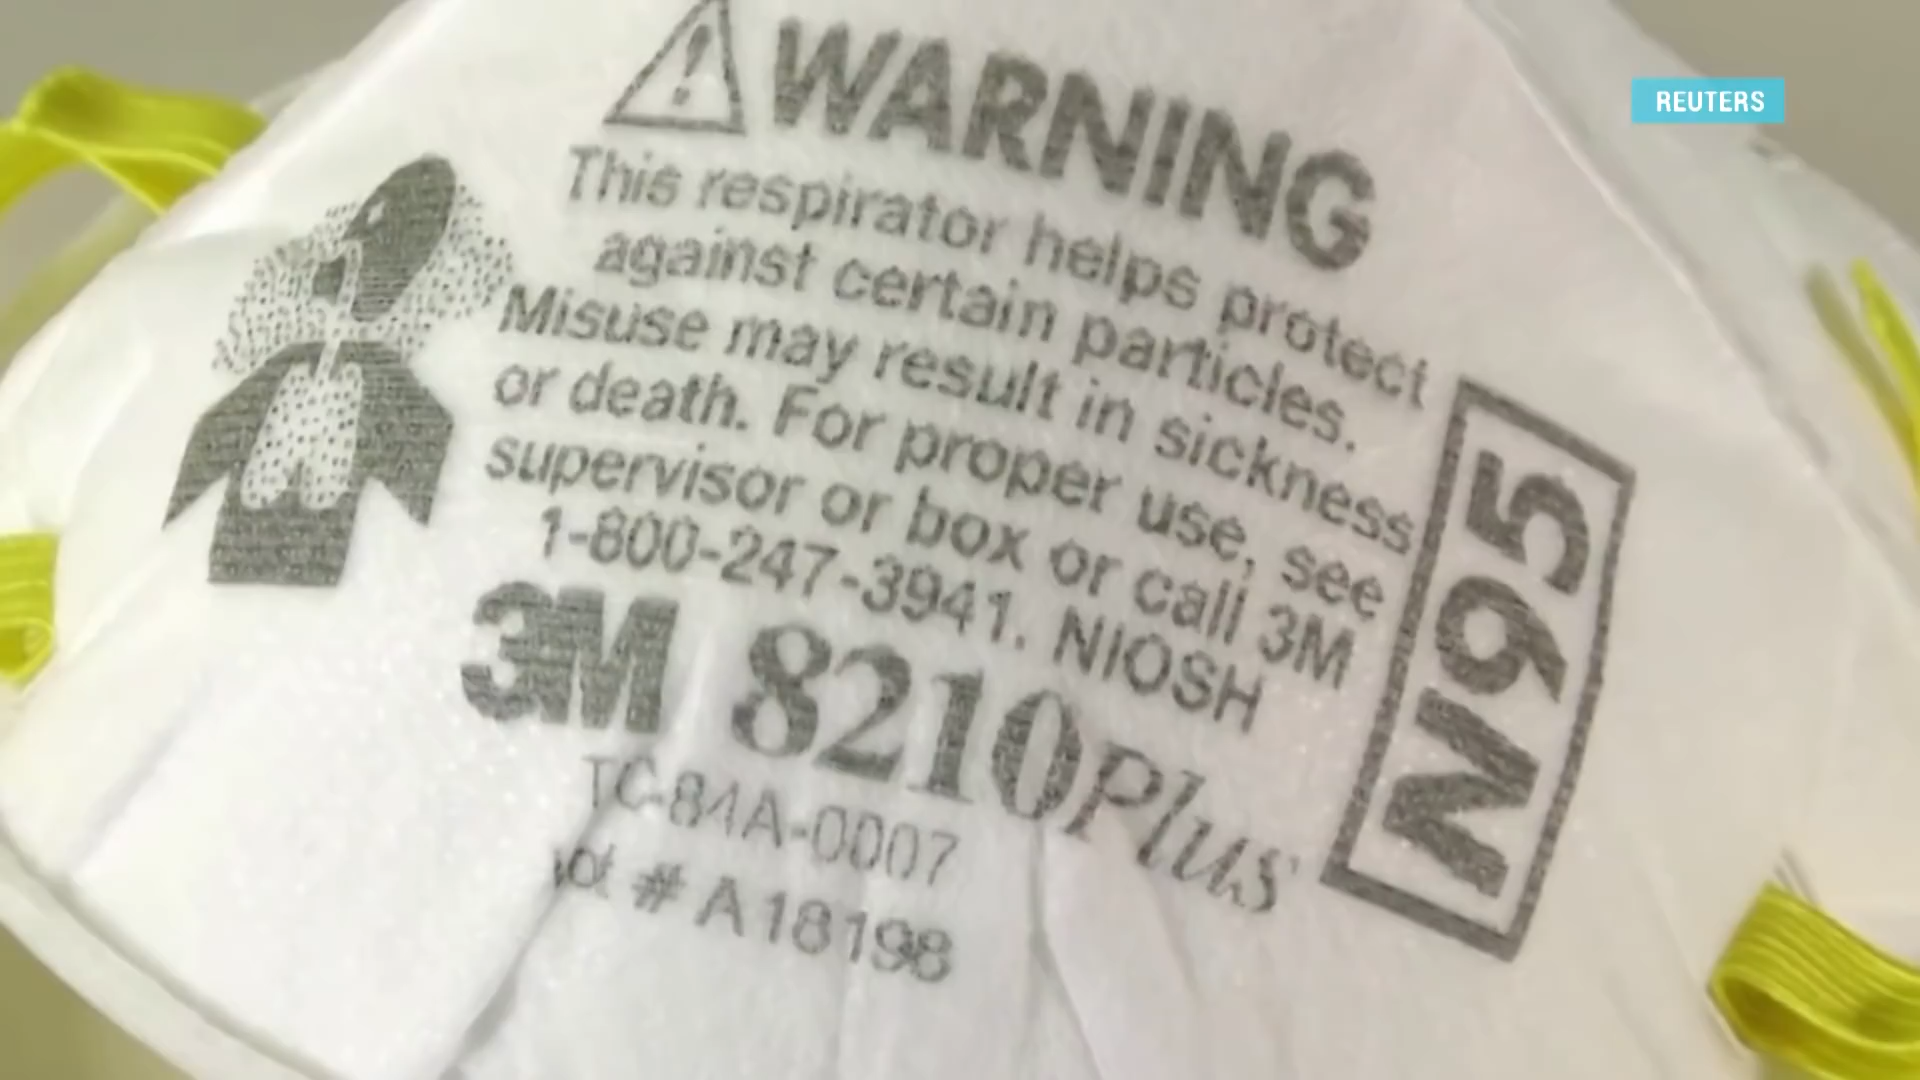 REUTERS
WARNING
This respirator helps protect
against certain particles.
Misuse may result in sickness
or death. For proper use, see
supervisor or box or call 3M
1-800-247-3941. NIOSH
3M 8210Plus
N95
TC-84A-0007
Lot # A18198